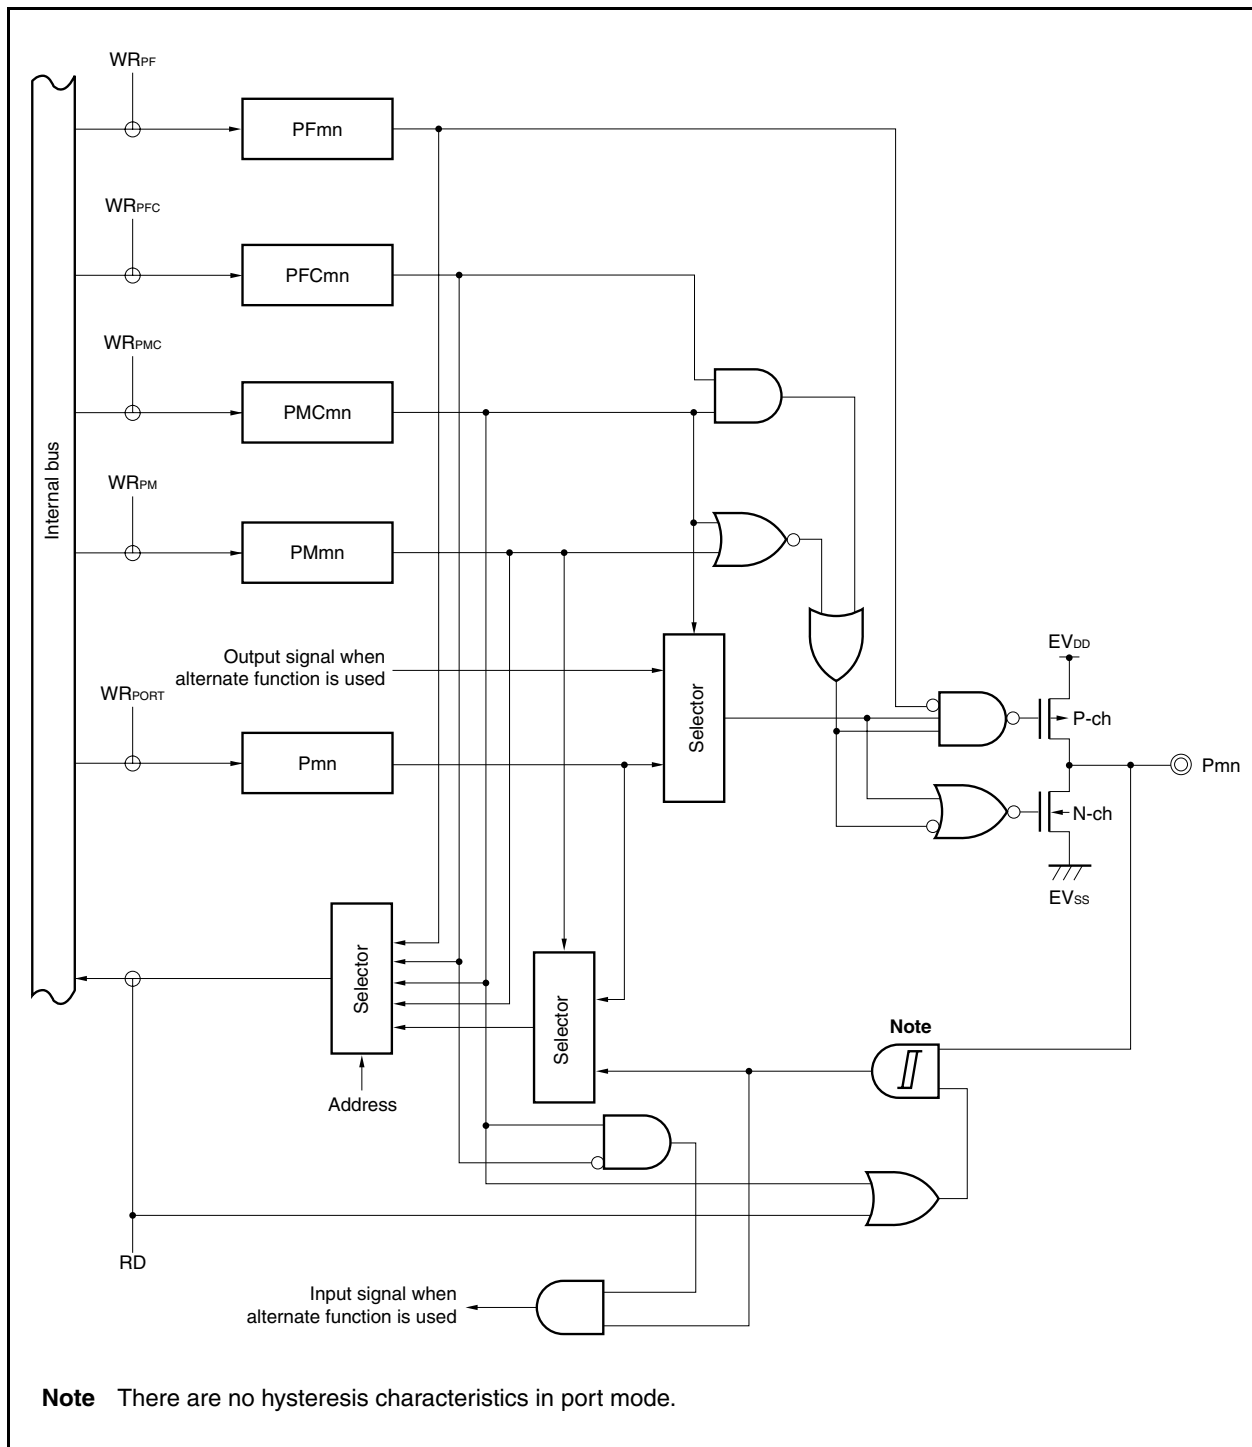 WRPF
PFmn
WRPFC
PFCmn
WRPMC
PMCmn
Internal bus
WRPM
PMmn
Output signal when
alternate function is used
EVDD
WRPORT
Selector
P-ch
Pmn
Pmn
N-ch
EVSS
Selector
Selector
Note
Address
RD
Input signal when
alternate function is used
Note There are no hysteresis characteristics in port mode.